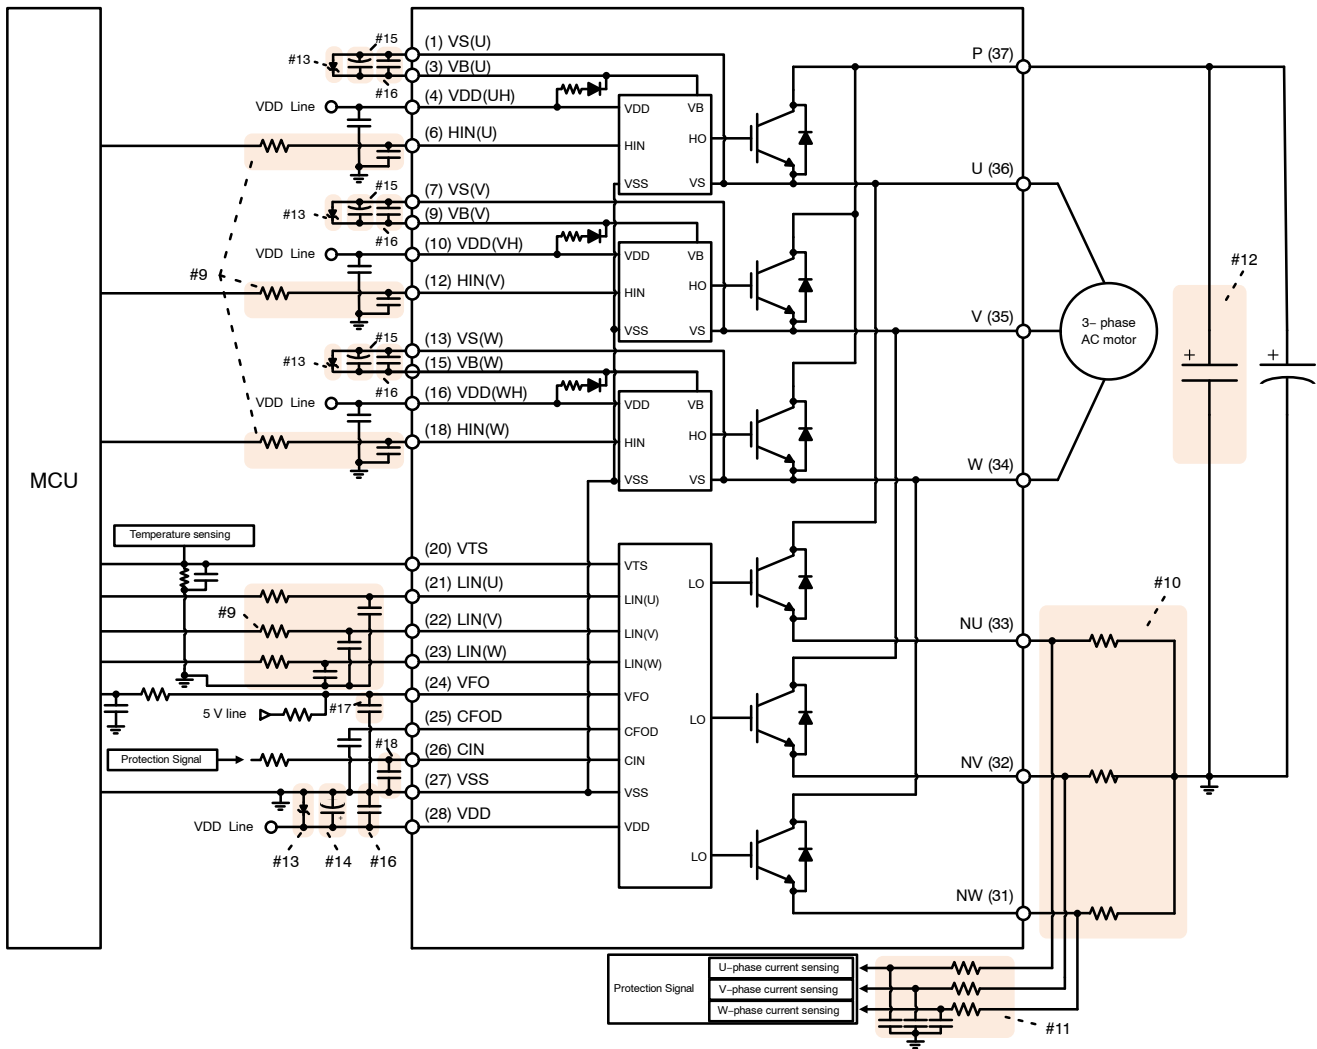 MCU
#15
(1) VS(U)
P (37)
#13
(3) VB(U)
#16
VDD Line
(4) VDD(UH)
VDD
VB
(6) HIN(U)
HIN
HO
VSS
VS
U (36)
#15
(7) VS(V)
#13
(9) VB(V)
#16
VDD Line
(10) VDD(VH)
VDD
VB
#9
(12) HIN(V)
HIN
HO
VSS
VS
V (35)
3– phase
AC motor
#12
+
+
#15
(13) VS(W)
#13
(15) VB(W)
#16
VDD Line
(16) VDD(WH)
VDD
VB
(18) HIN(W)
HIN
HO
VSS
VS
W (34)
Temperature sensing
(20) VTS
VTS
(21) LIN(U)
LIN(U)
LO
#9
(22) LIN(V)
LIN(V)
NU (33)
#10
(23) LIN(W)
LIN(W)
(24) VFO
VFO
5 V line
#17
(25) CFOD
CFOD
LO
#18
Protection Signal
(26) CIN
CIN
(27) VSS
VSS
NV (32)
VDD Line
+
(28) VDD
VDD
#13
#14
#16
LO
NW (31)
Protection Signal
U–phase current sensing
V–phase current sensing
W–phase current sensing
#11